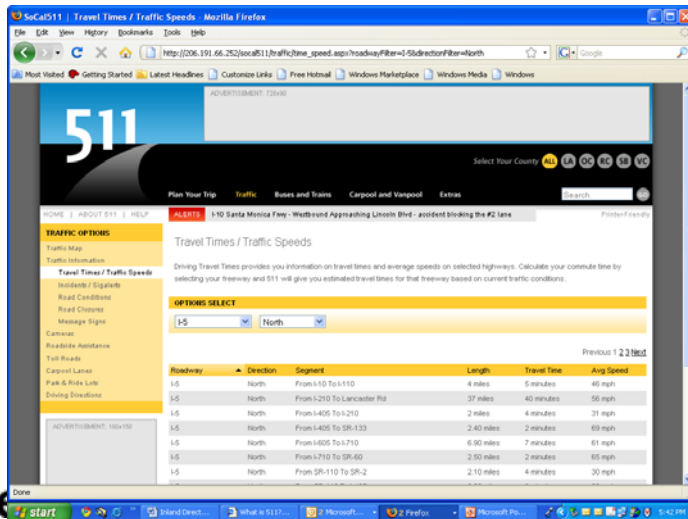 SoCal511 | Travel Times / Traffic Speeds - Mozilla Firefox
File Edit View History Bookmarks Tools Help
http://206.191.66.252/socal511/traffic/time_speed.aspx?roadwayFilter=I-5&directionFilter=North
Google
Most Visited Getting Started Latest Headlines Customize Links Free Hotmail Windows Marketplace Windows Media Windows
ADVERTISEMENT: 728x90
511
Select Your County ALL LA OC RC SB VC
Plan Your Trip Traffic Buses and Trains Carpool and Vanpool Extras Search
HOME | ABOUT 511 | HELP
ALERTS I-10 Santa Monica Frwy - Westbound Approaching Lincoln Blvd - accident blocking the #2 lane
Printer-Friendly
TRAFFIC OPTIONS
Traffic Map
Traffic Information
Travel Times / Traffic Speeds
Incidents / Sigalerts
Road Conditions
Road Closures
Message Signs
Cameras
Roadside Assistance
Toll Roads
Carpool Lanes
Park & Ride Lots
Driving Directions
ADVERTISEMENT: 180x150
Travel Times / Traffic Speeds
Driving Travel Times provides you information on travel times and average speeds on selected highways. Calculate your commute time by
selecting your freeway and 511 will give you estimated travel times for that freeway based on current traffic conditions.
OPTIONS SELECT
I-5 North
Previous 1 2 3 Next
Roadway Direction Segment Length Travel Time Avg Speed
I-5 North From I-10 To I-110 4 miles 5 minutes 46 mph
I-5 North From I-210 To Lancaster Rd 37 miles 40 minutes 56 mph
I-5 North From I-405 To I-210 2 miles 4 minutes 31 mph
I-5 North From I-405 To SR-133 2.40 miles 2 minutes 69 mph
I-5 North From I-605 To I-710 6.90 miles 7 minutes 61 mph
I-5 North From I-710 To SR-60 2.50 miles 2 minutes 65 mph
I-5 North From SR-110 To SR-2 2.10 miles 4 minutes 30 mph
Done
start Inland Direct... What is 511?... 2 Microsoft... 2 Firefox Microsoft Po... 5:42 PM